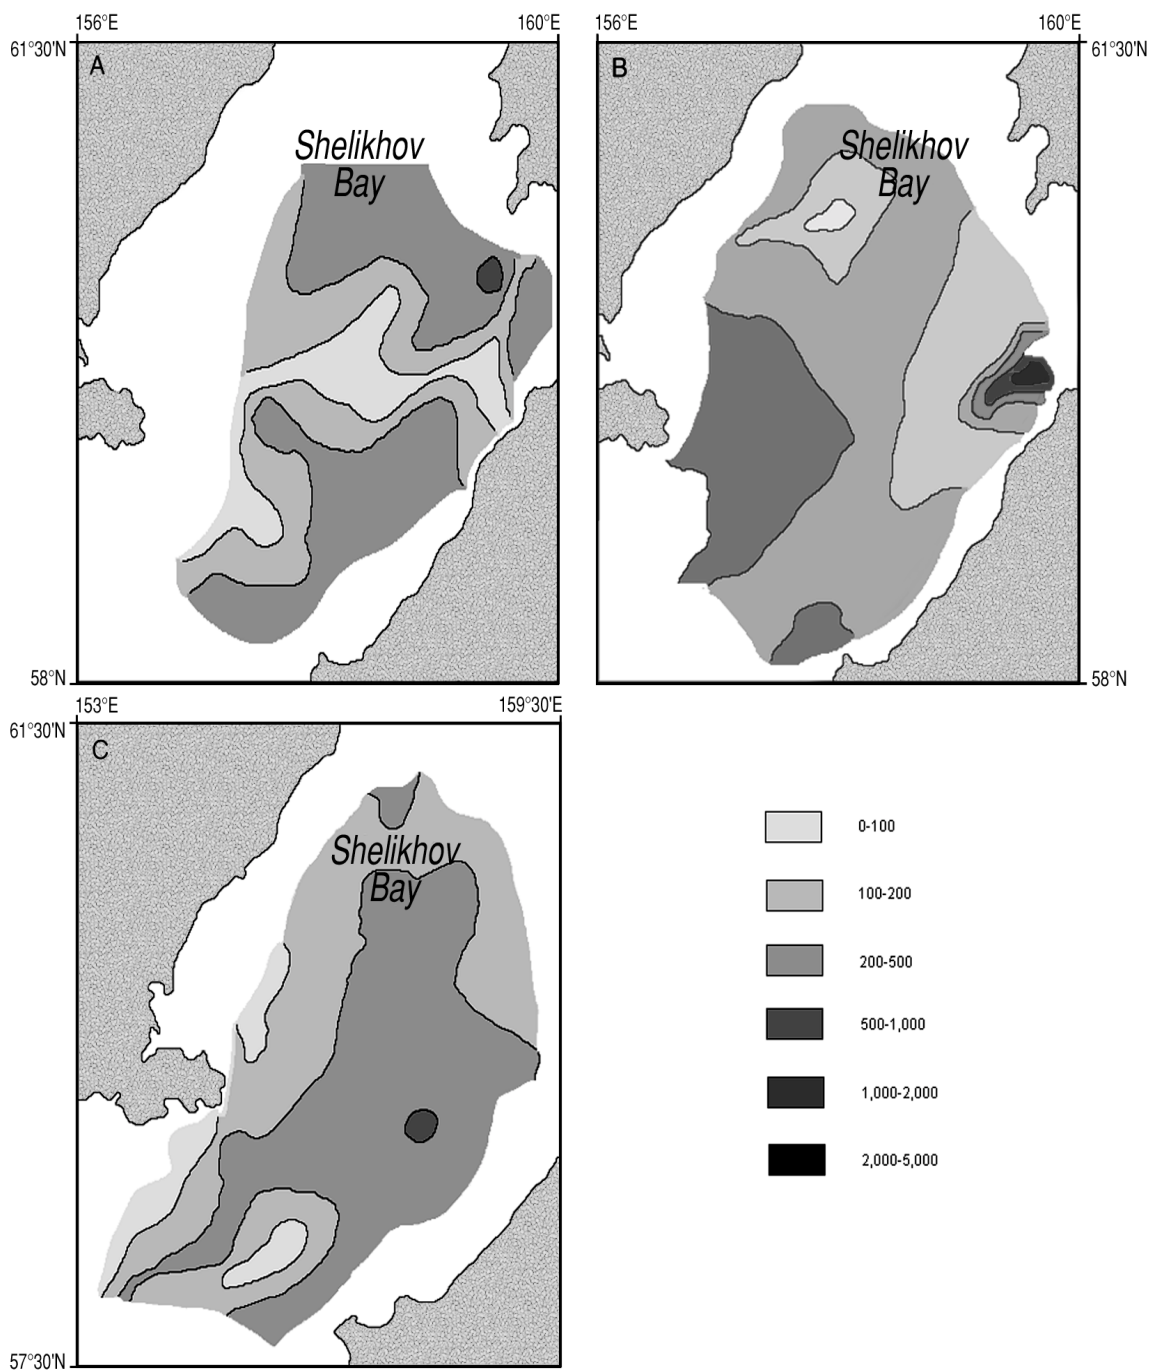 156°E
160°E
156°E
160°E
61°30'N
61°30'N
A
B
Shelikhov
Bay
Shelikhov
Bay
58°N
58°N
153°E
159°30'E
61°30'N
C
Shelikhov
Bay
0-100
100-200
200-500
500-1,000
1,000-2,000
2,000-5,000
57°30'N